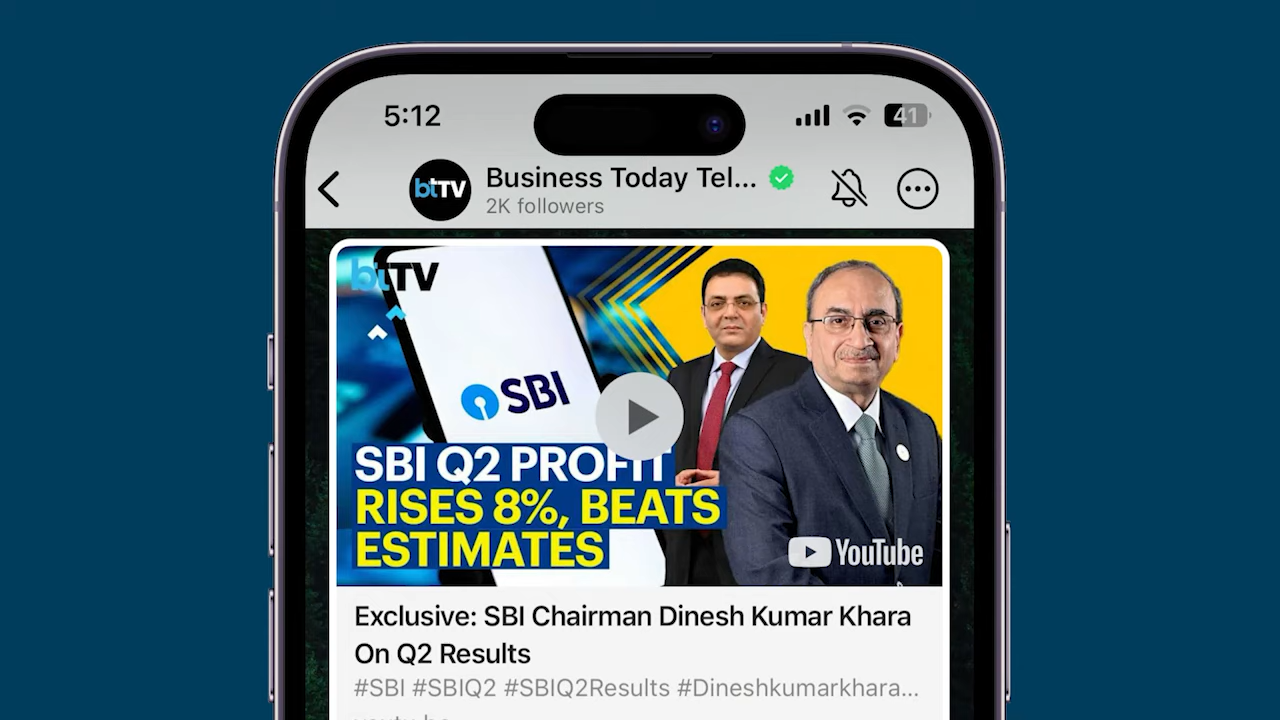 5:12
41
btTV
Business Today Tel...
2K followers
btTV
SBI
SBI Q2 PROFIT
RISES 8%, BEATS
ESTIMATES
YouTube
Exclusive: SBI Chairman Dinesh Kumar Khara
On Q2 Results
#SBI #SBIQ2 #SBIQ2Results #Dineshkumarkhara...